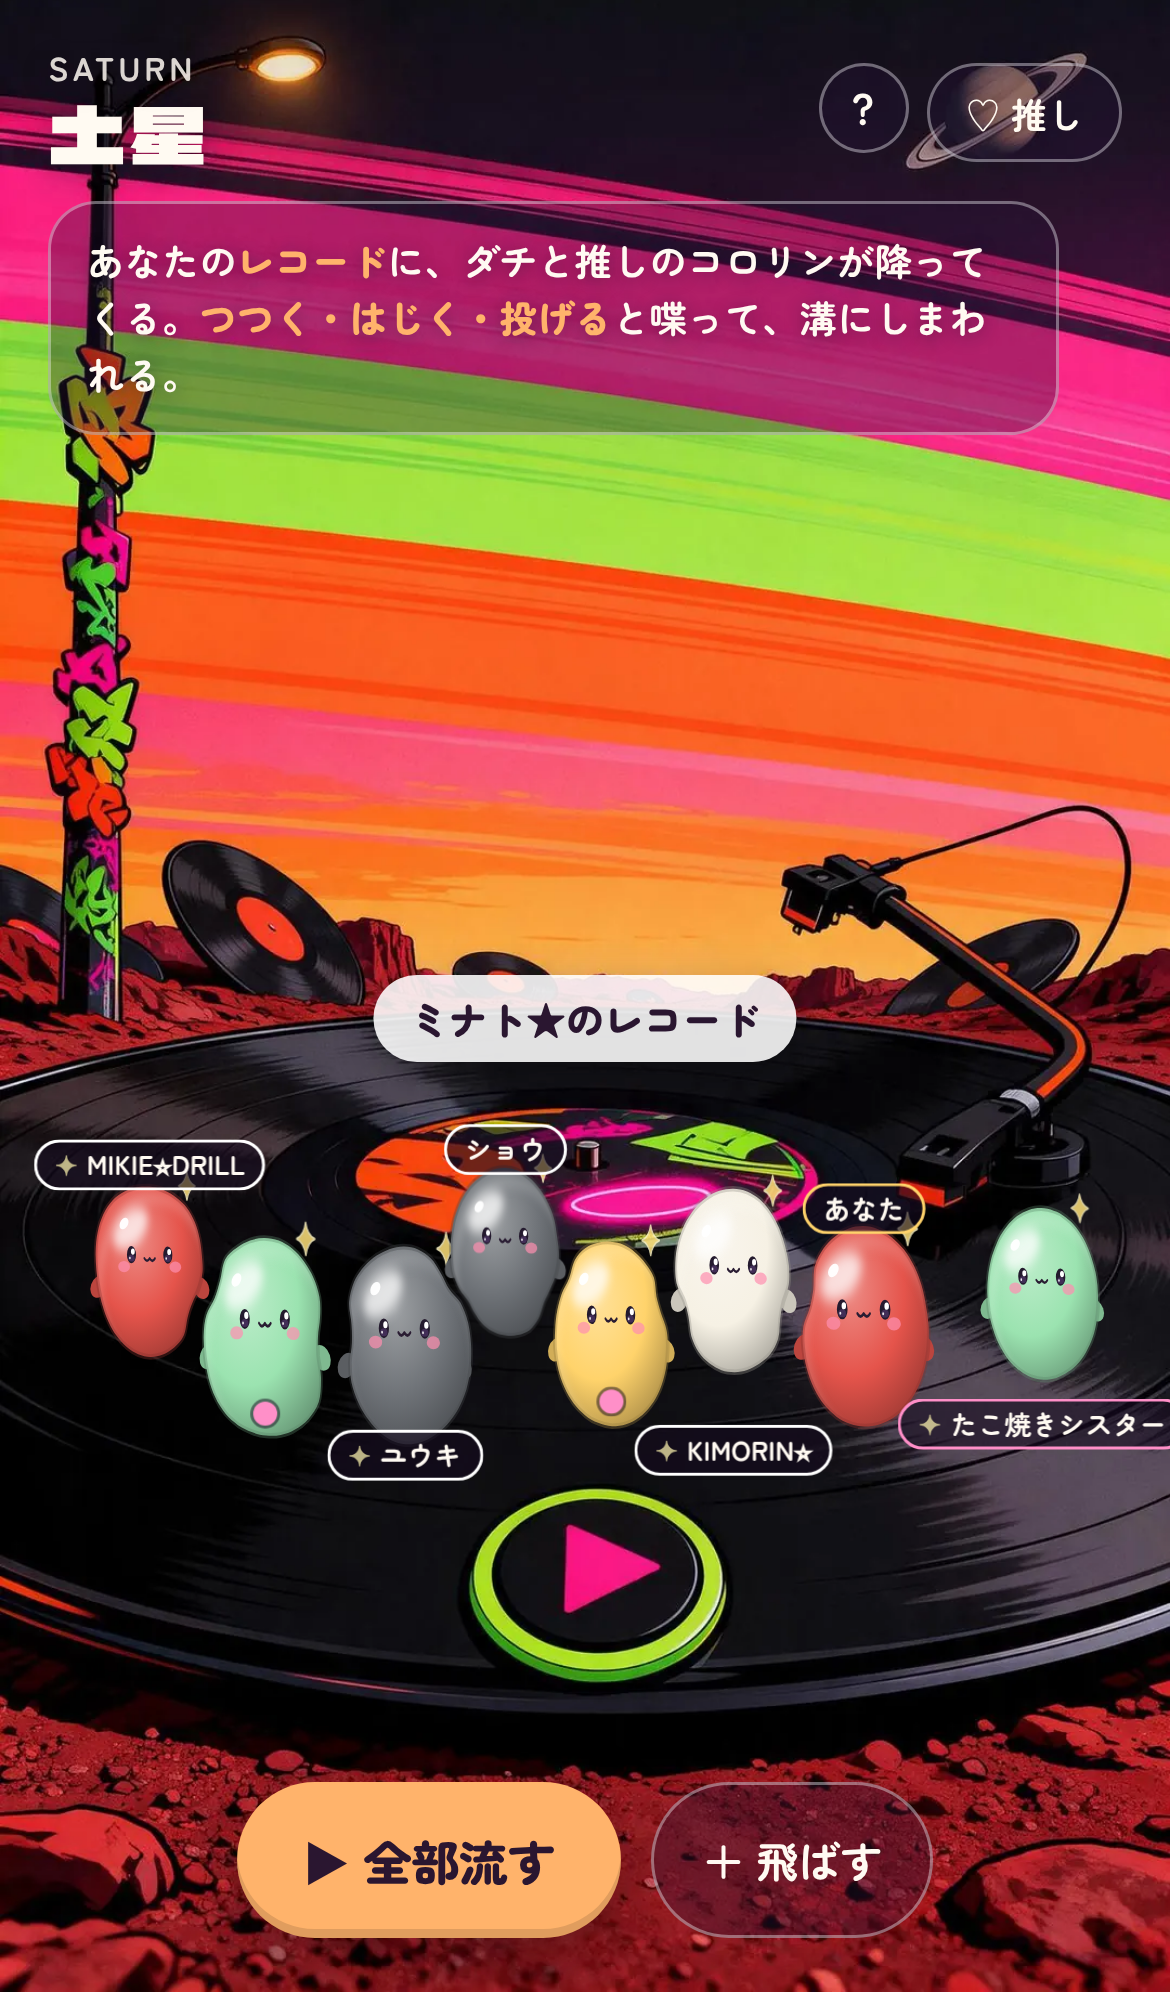 SATURN
土星
?
♡ 推し
あなたのレコードに、ダチと推しのコロリンが降って
くる。つつく・はじく・投げると喋って、溝にしまわ
れる。
ミナト★のレコード
✦ MIKIE★DRILL
ショウ
あなた
✦ ユウキ
✦ KIMORIN★
✦ たこ焼きシスター
▶ 全部流す
＋ 飛ばす